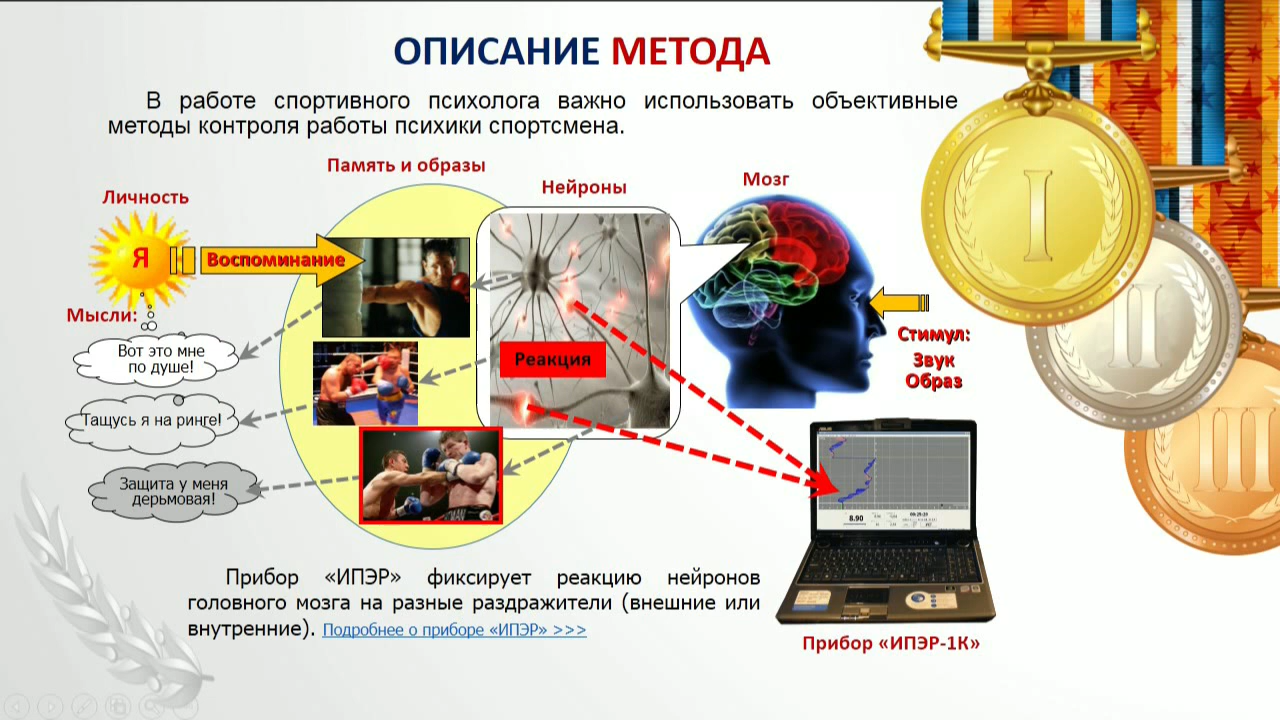 ОПИСАНИЕ МЕТОДА
В работе спортивного психолога важно использовать объективные
методы контроля работы психики спортсмена.
Память и образы
Нейроны
Мозг
Личность
Я
Воспоминание
Мысли:
Вот это мне
по душе!
Тащусь я на ринге!
Защита у меня
дерьмовая!
Реакция
Стимул:
Звук
Образ
I
II
III
8.90
Прибор «ИПЭР» фиксирует реакцию нейронов
головного мозга на разные раздражители (внешние или
внутренние). Подробнее о приборе «ИПЭР» >>>
Прибор «ИПЭР-1К»